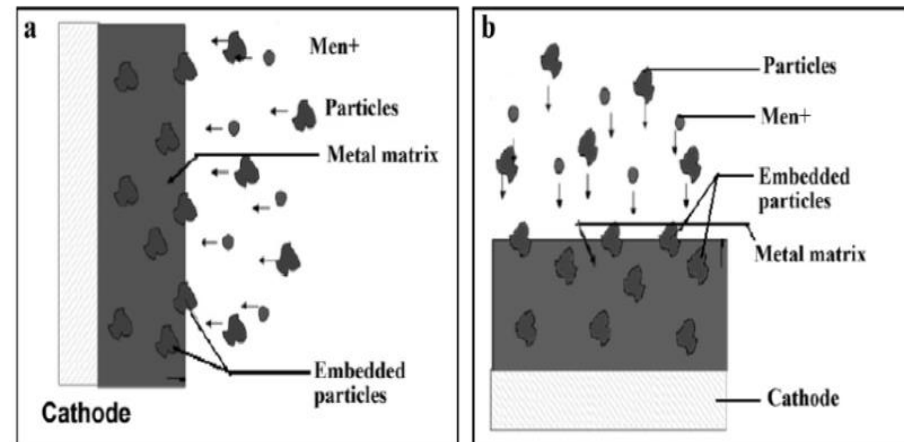 a
Men+
Particles
Metal matrix
Embedded
particles
Cathode
b
Particles
Men+
Embedded
particles
Metal matrix
Cathode